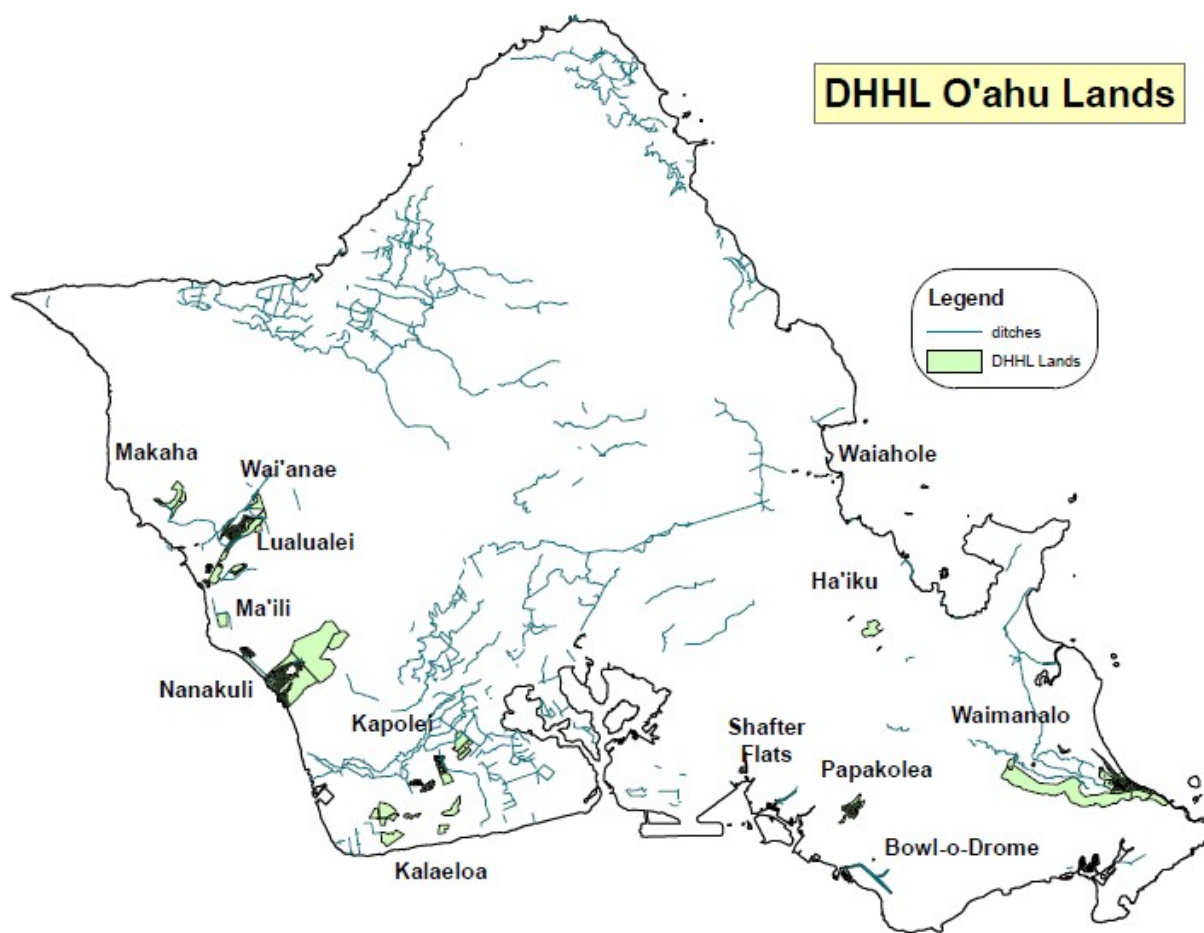 DHHL O'ahu Lands
Legend
ditches
DHHL Lands
Makaha
Wai'anae
Waiahole
Lualualei
Ha'iku
Ma'ili
Nanakuli
Kapolei
Waimanalo
Shafter
Flats
Papakolea
Bowl-o-Drome
Kalaeloa